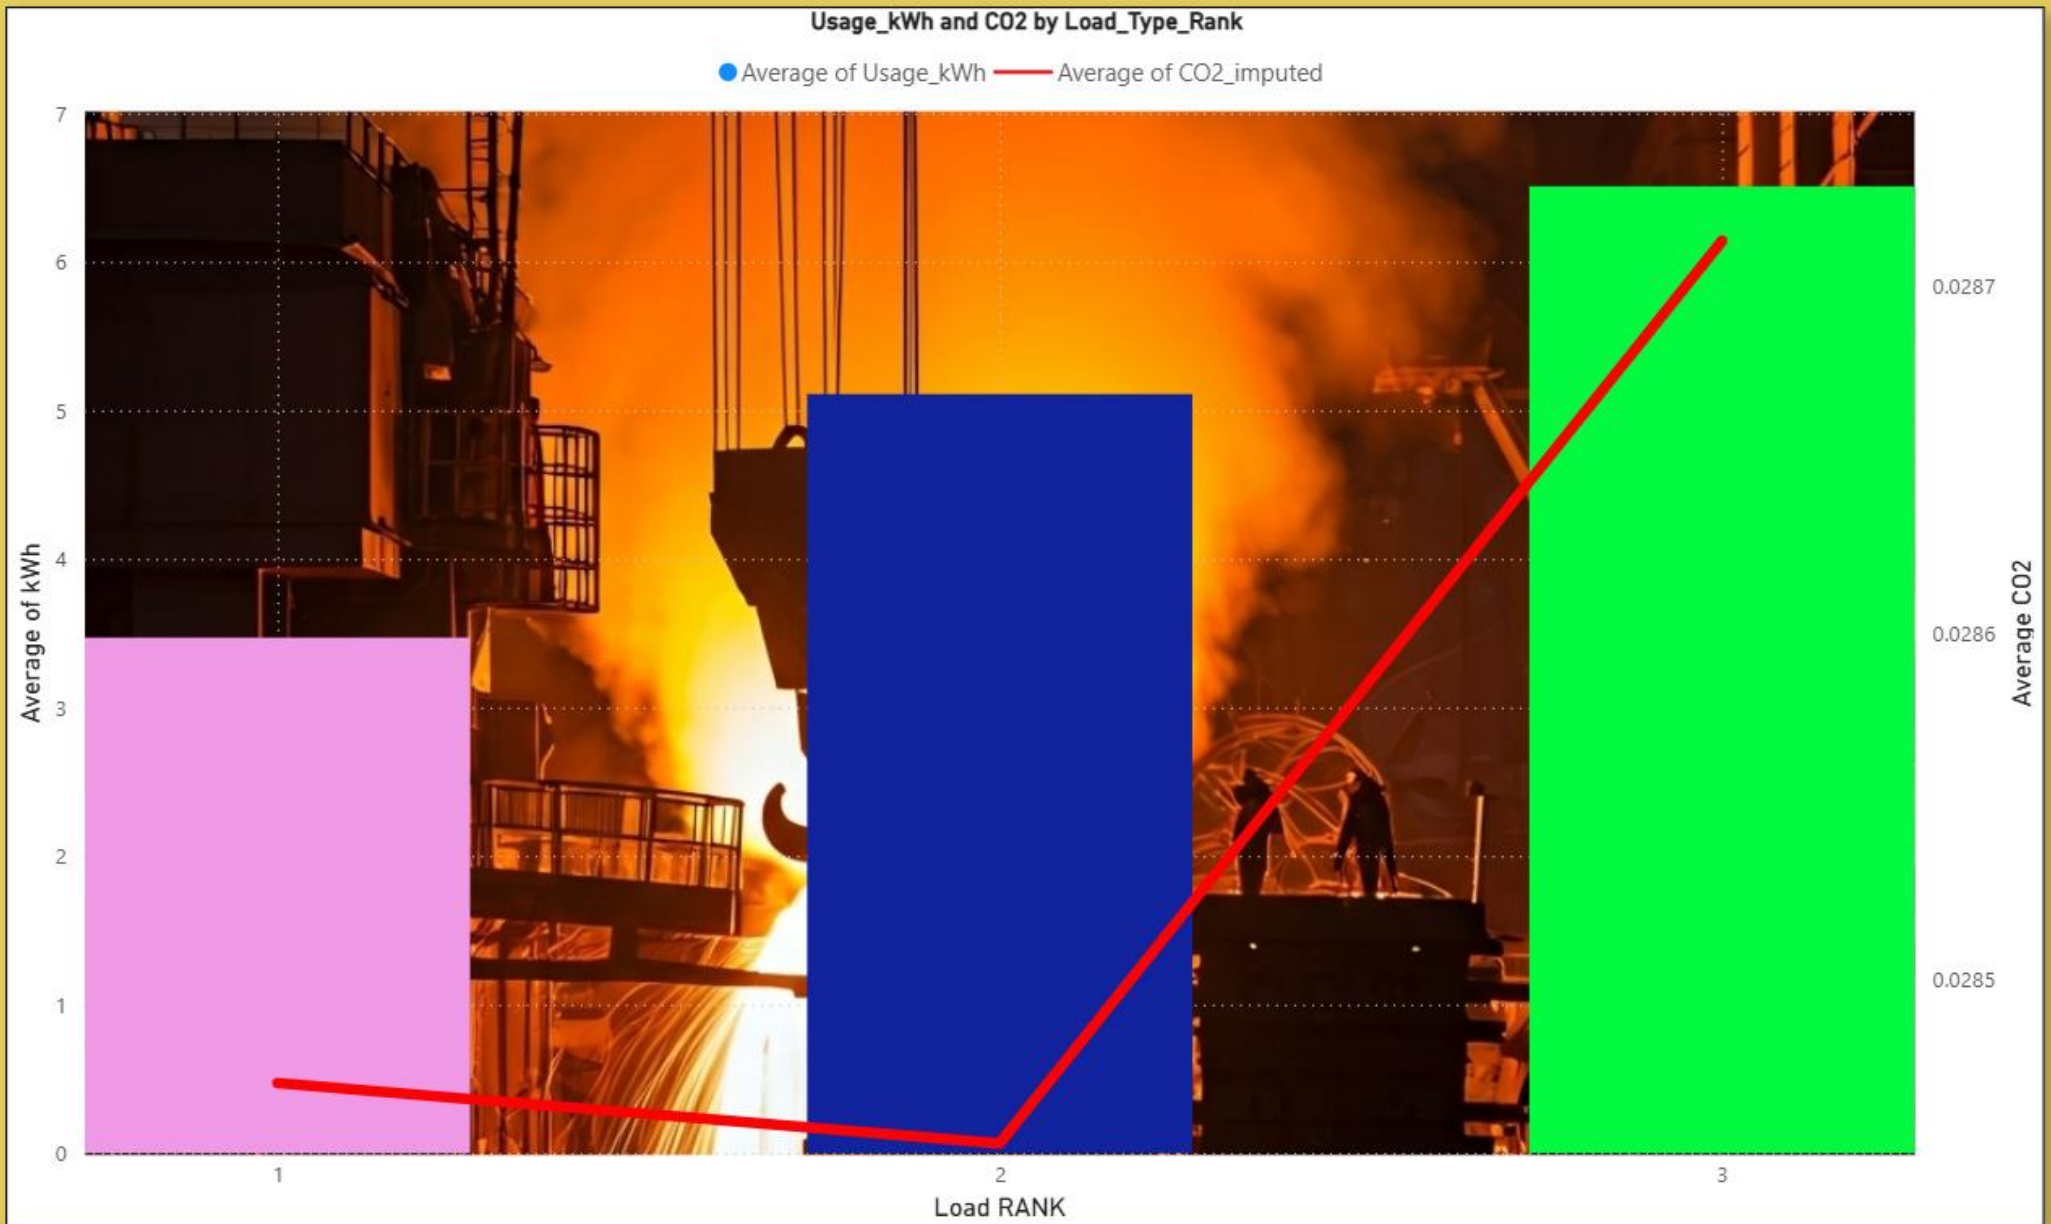 Usage_kWh and CO2 by Load_Type_Rank
Average of Usage_kWh Average of CO2_imputed
7
6
5
4
3
2
1
0
Average of kWh
0.0287
0.0286
0.0285
Average CO2
1 2 3
Load RANK